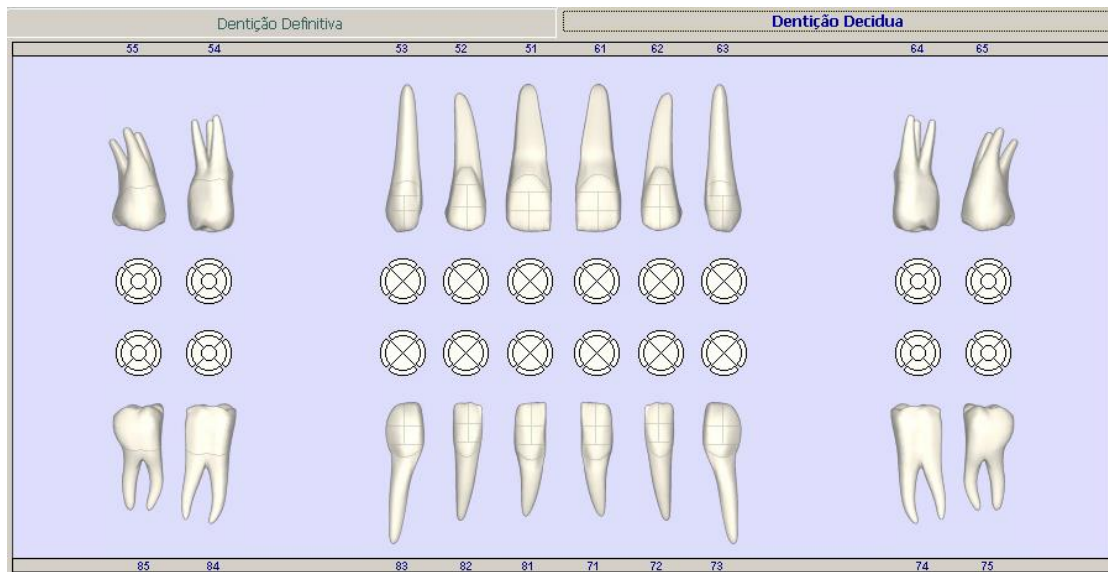 Dentição Definitiva
Dentição Decidua
55 54 53 52 51 61 62 63 64 65
85 84 83 82 81 71 72 73 74 75